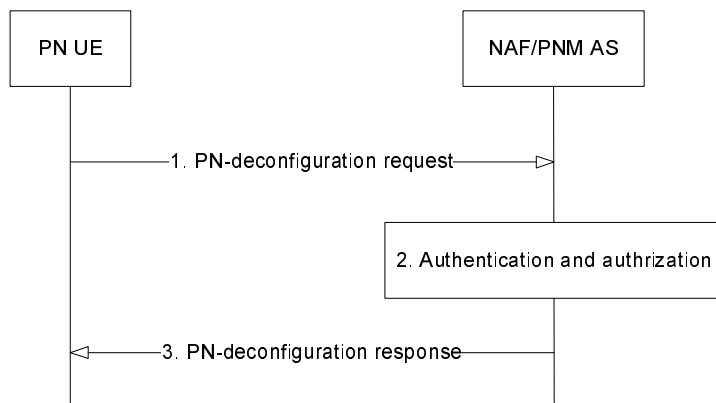 PN UE
NAF/PNM AS
1. PN-deconfiguration request
2. Authentication and authrization
3. PN-deconfiguration response